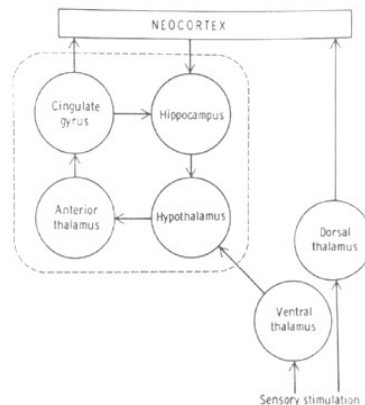 NEOCORTEX
Cingulate
gyrus
Hippocampus
Anterior
thalamus
Hypothalamus
Dorsal
thalamus
Ventral
thalamus
Sensory stimulation